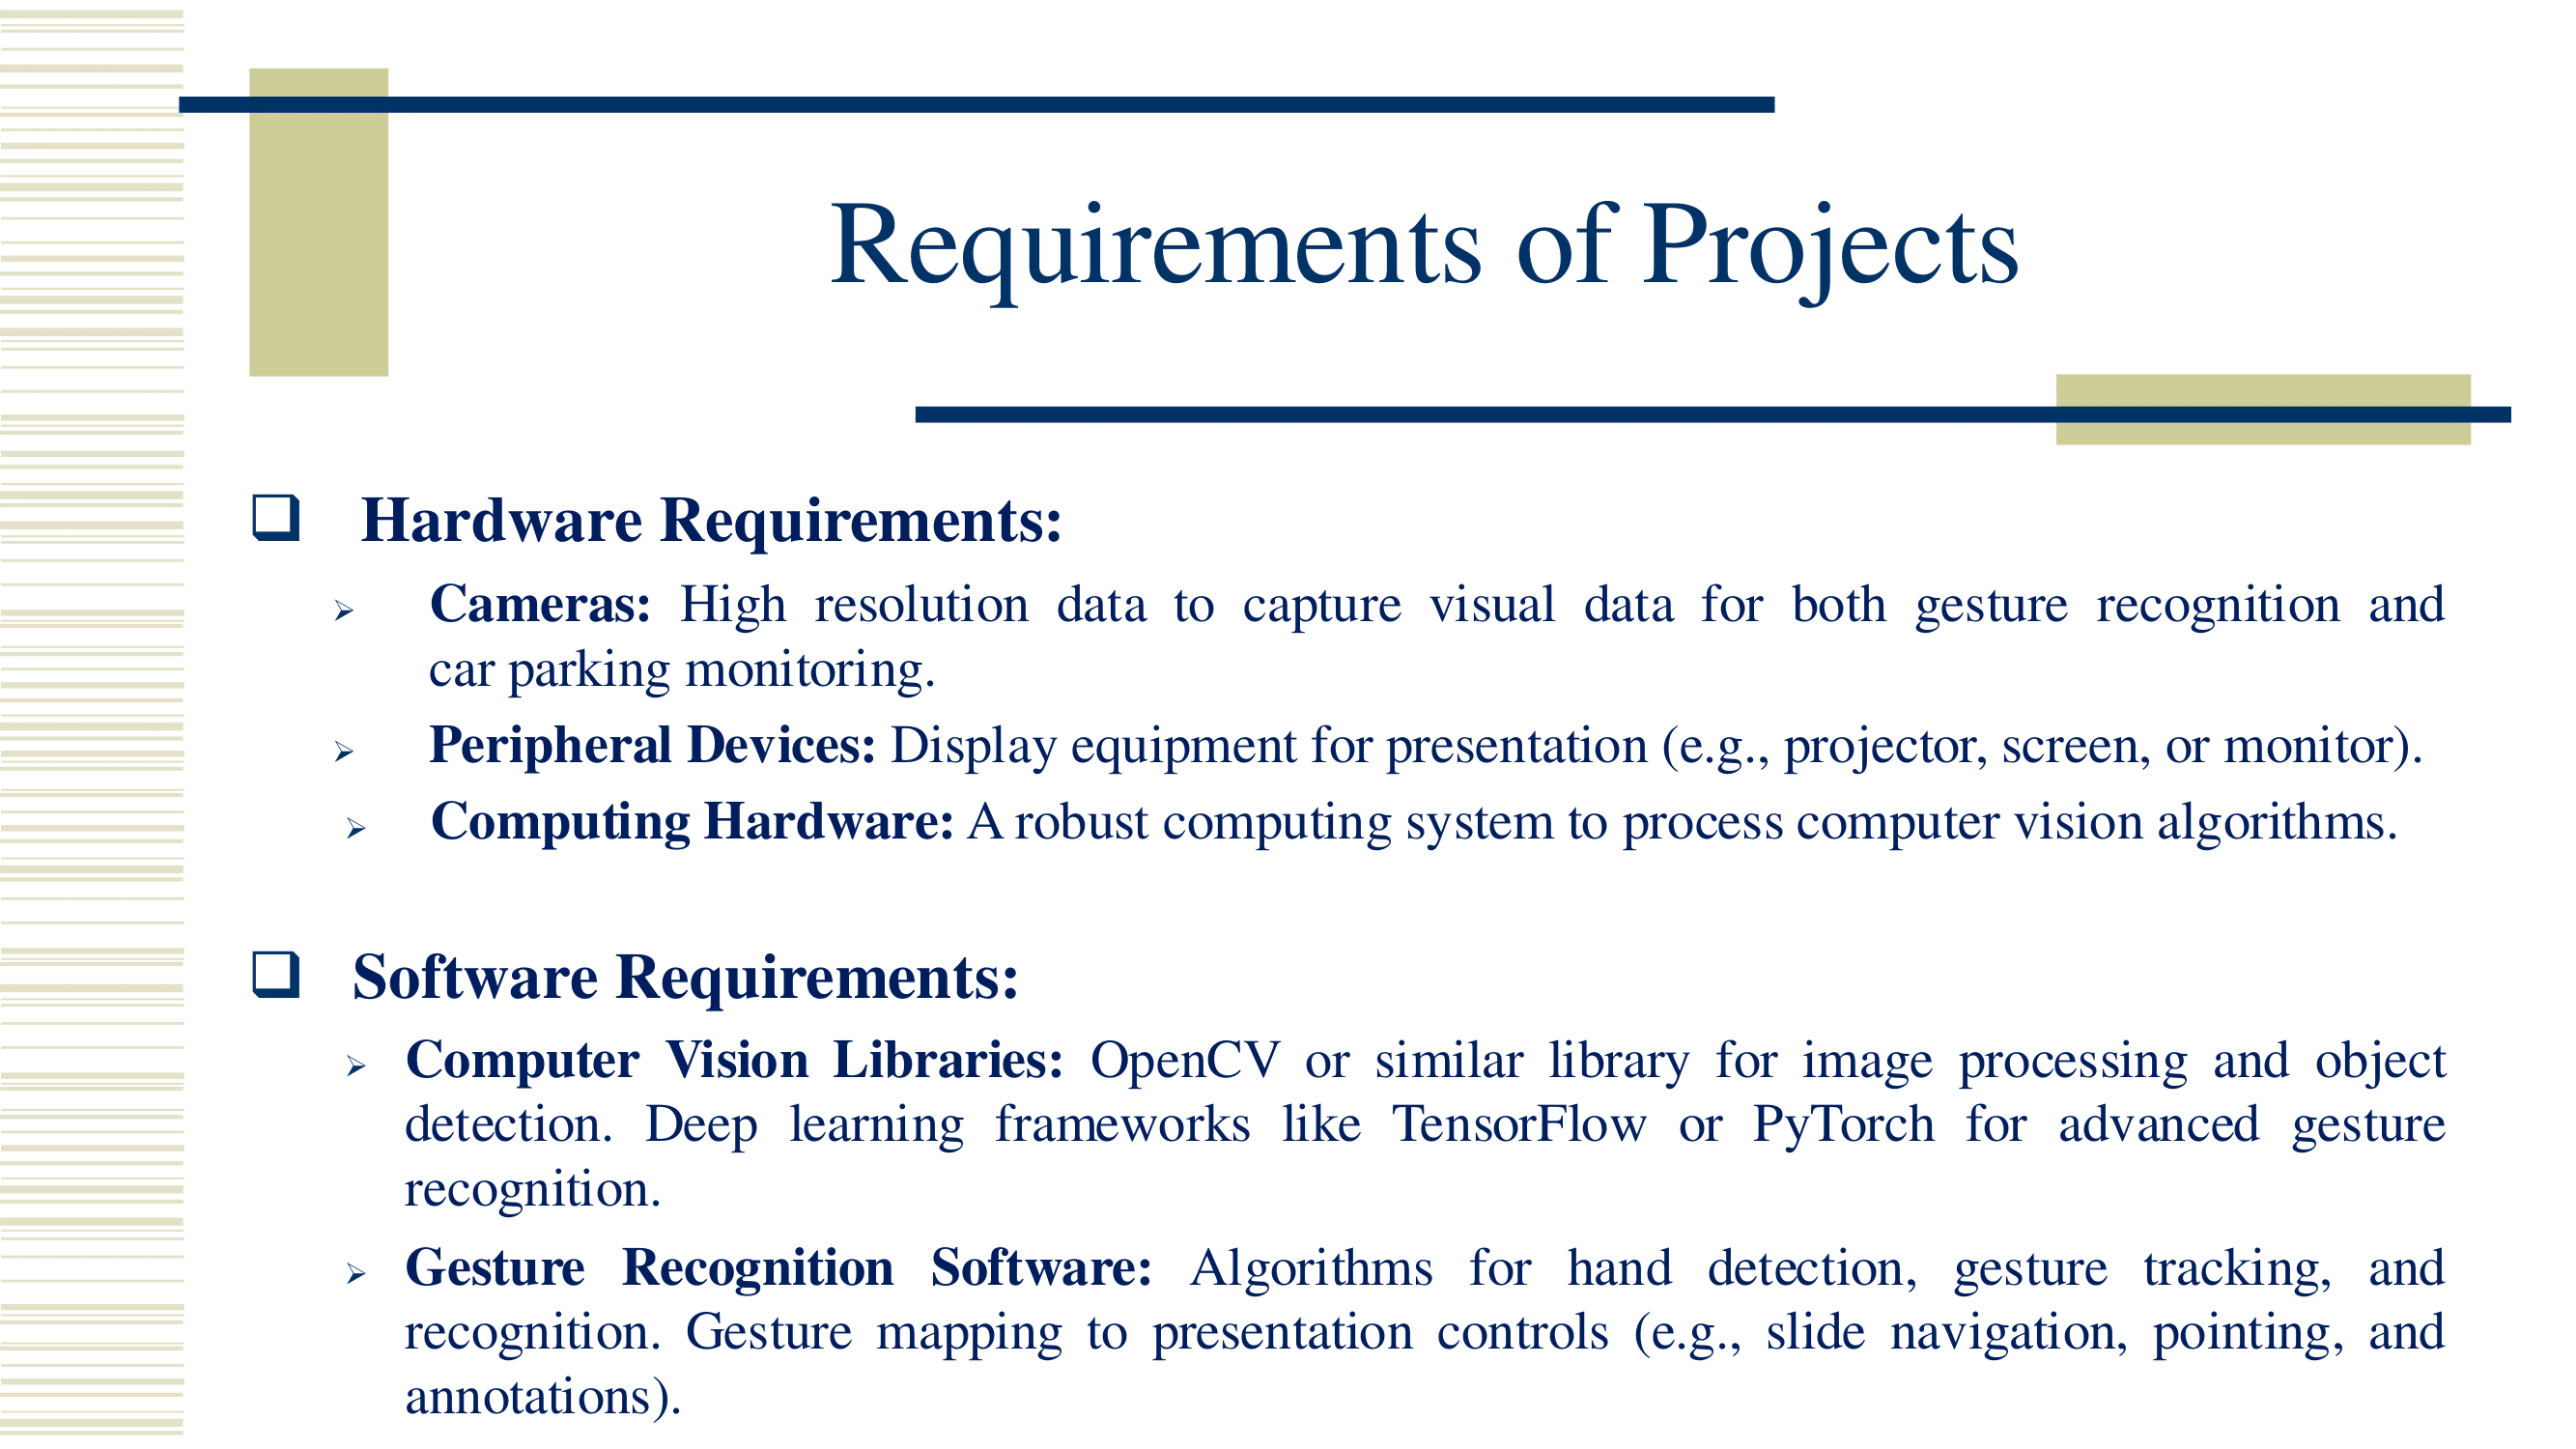 Requirements of Projects
Hardware Requirements:
Cameras: High resolution data to capture visual data for both gesture recognition and
car parking monitoring.
Peripheral Devices: Display equipment for presentation (e.g., projector, screen, or monitor).
Computing Hardware: A robust computing system to process computer vision algorithms.
Software Requirements:
Computer Vision Libraries: OpenCV or similar library for image processing and object
detection. Deep learning frameworks like TensorFlow or PyTorch for advanced gesture
recognition.
Gesture Recognition Software: Algorithms for hand detection, gesture tracking, and
recognition. Gesture mapping to presentation controls (e.g., slide navigation, pointing, and
annotations).